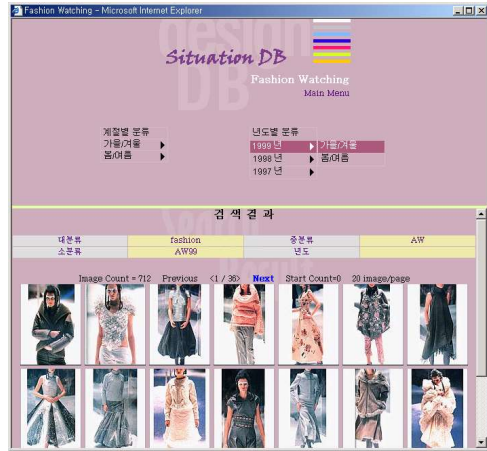 Fashion Watching - Microsoft Internet Explorer
design
DB
Situation DB
Fashion Watching
Main Menu
계절별 분류
가을/겨울
봄/여름
년도별 분류
1999 년
가을/겨울
1998 년
봄/여름
1997 년
Search
검 색 결 과
대분류
fashion
중분류
AW
소분류
AW99
년도
Image Count = 712 Previous <1 / 36> Next Start Count=0 20 image/page